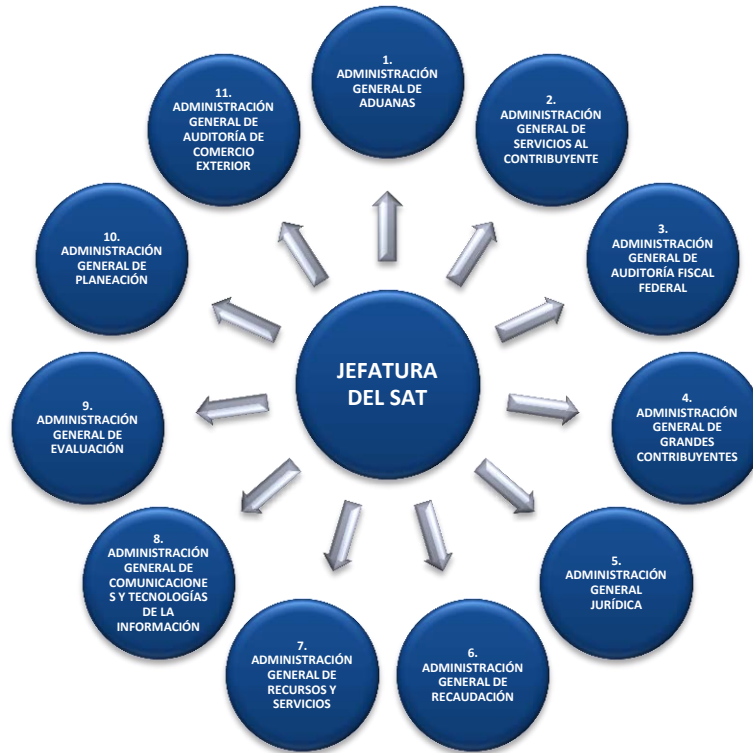 1.
ADMINISTRACIÓN
GENERAL DE
ADUANAS
2.
ADMINISTRACIÓN
GENERAL DE
SERVICIOS AL
CONTRIBUYENTE
3.
ADMINISTRACIÓN
GENERAL DE
AUDITORÍA FISCAL
FEDERAL
4.
ADMINISTRACIÓN
GENERAL DE
GRANDES
CONTRIBUYENTES
5.
ADMINISTRACIÓN
GENERAL
JURÍDICA
6.
ADMINISTRACIÓN
GENERAL DE
RECAUDACIÓN
7.
ADMINISTRACIÓN
GENERAL DE
RECURSOS Y
SERVICIOS
8.
ADMINISTRACIÓN
GENERAL DE
COMUNICACIONE
S Y TECNOLOGÍAS
DE LA
INFORMACIÓN
9.
ADMINISTRACIÓN
GENERAL DE
EVALUACIÓN
10.
ADMINISTRACIÓN
GENERAL DE
PLANEACIÓN
11.
ADMINISTRACIÓN
GENERAL DE
AUDITORÍA DE
COMERCIO
EXTERIOR
JEFATURA
DEL SAT